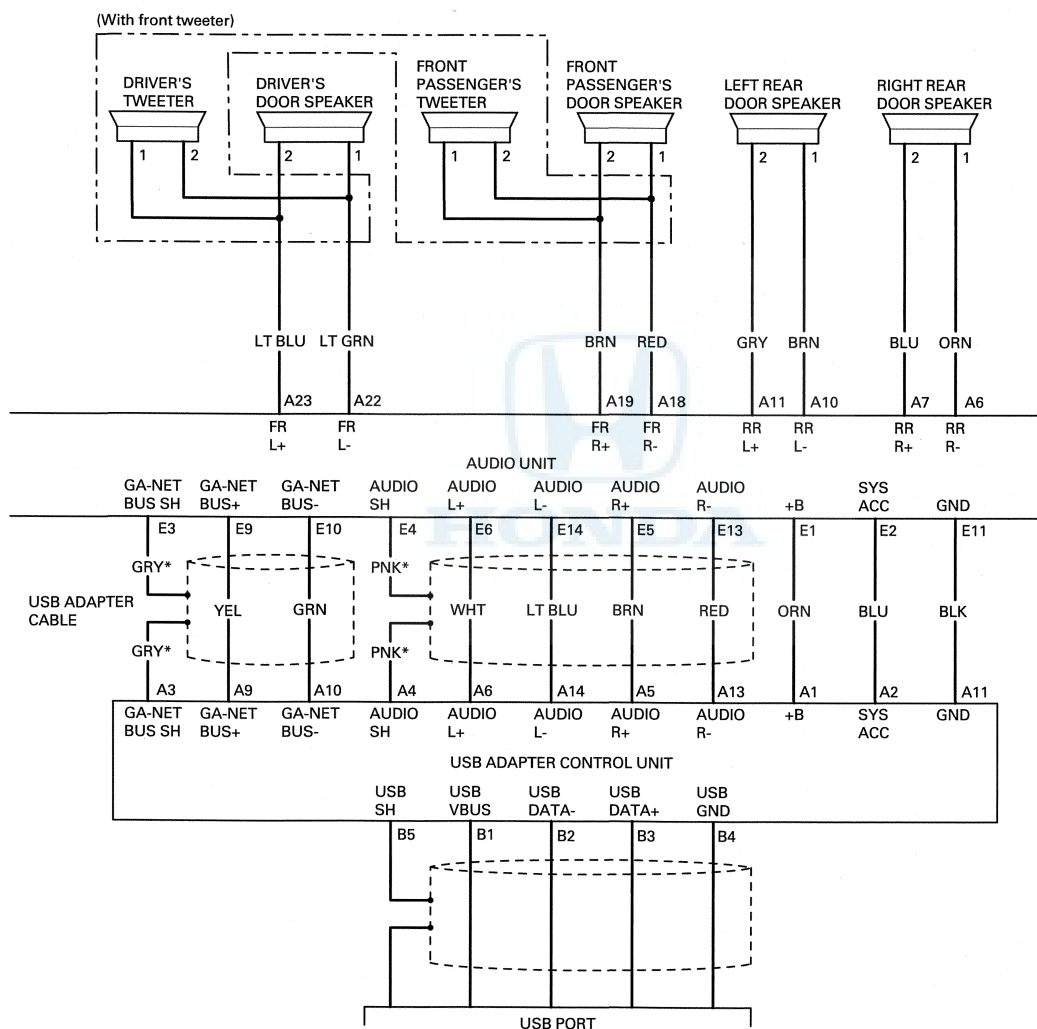 (With front tweeter)
DRIVER'S
TWEETER
DRIVER'S
DOOR SPEAKER
FRONT
PASSENGER'S
TWEETER
FRONT
PASSENGER'S
DOOR SPEAKER
LEFT REAR
DOOR SPEAKER
RIGHT REAR
DOOR SPEAKER
1 2 2 1 1 2 2 1 2 1 2 1
LT BLU LT GRN BRN RED GRY BRN BLU ORN
A23 A22 A19 A18 A11 A10 A7 A6
FR FR FR FR RR RR RR RR
L+ L- R+ R- L+ L- R+ R-
AUDIO UNIT
GA-NET
BUS SH
GA-NET
BUS+
GA-NET
BUS-
AUDIO
SH
AUDIO
L+
AUDIO
L-
AUDIO
R+
AUDIO
R-
+B
SYS
ACC
GND
E3 E9 E10 E4 E6 E14 E5 E13 E1 E2 E11
HONDA
GRY* PNK*
USB ADAPTER
CABLE
YEL GRN WHT LT BLU BRN RED ORN BLU BLK
GRY* PNK*
A3 A9 A10 A4 A6 A14 A5 A13 A1 A2 A11
GA-NET
BUS SH
GA-NET
BUS+
GA-NET
BUS-
AUDIO
SH
AUDIO
L+
AUDIO
L-
AUDIO
R+
AUDIO
R-
+B
SYS
ACC
GND
USB ADAPTER CONTROL UNIT
USB
SH
USB
VBUS
USB
DATA-
USB
DATA+
USB
GND
B5 B1 B2 B3 B4
USB PORT